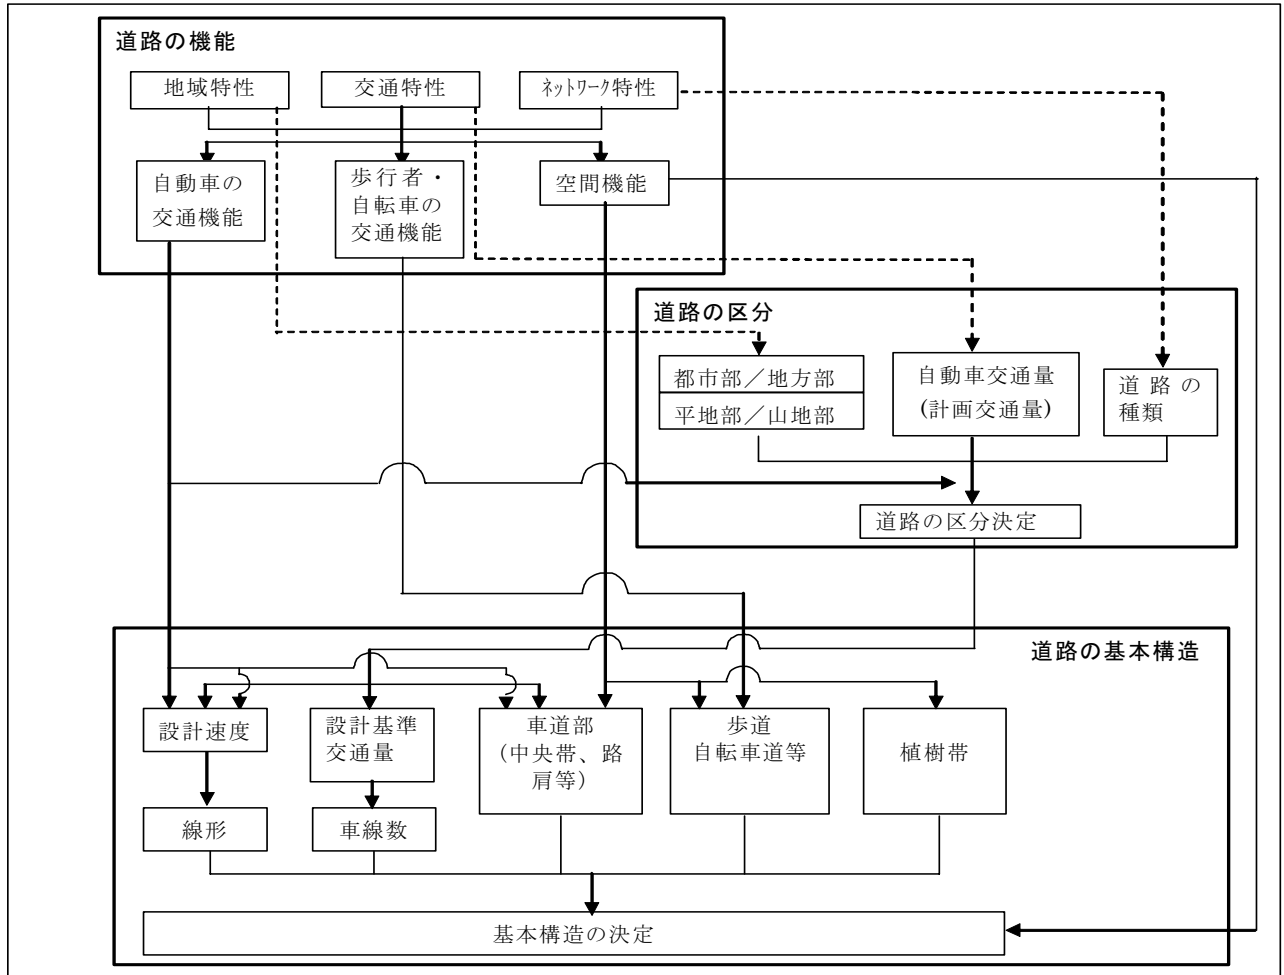 道路の機能
地域特性
交通特性
ﾈｯﾄﾜｰｸ特性
自動車の
交通機能
歩行者・
自転車の
交通機能
空間機能
道路の区分
都市部／地方部
平地部／山地部
自動車交通量
(計画交通量)
道路の
種類
道路の区分決定
道路の基本構造
設計速度
設計基準
交通量
車道部
(中央帯、路
肩等)
歩道
自転車道等
植樹帯
線形
車線数
基本構造の決定